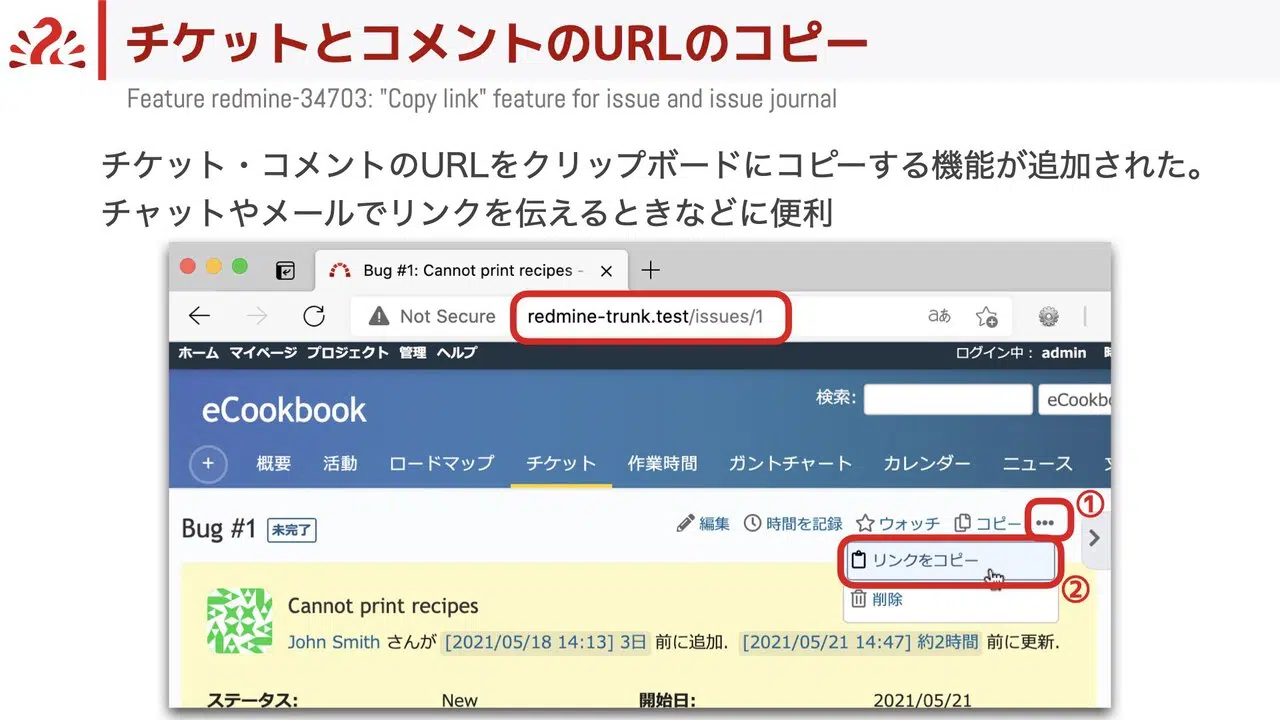 チケットとコメントのURLのコピー
Feature redmine-34703: "Copy link" feature for issue and issue journal
チケット・コメントのURLをクリップボードにコピーする機能が追加された。
チャットやメールでリンクを伝えるときなどに便利
Bug #1: Cannot print recipes -
Not Secure redmine-trunk.test/issues/1 aあ
ホーム マイページ プロジェクト 管理 ヘルプ ログイン中： admin
検索: eCookbo
eCookbook
+ 概要 活動 ロードマップ チケット 作業時間 ガントチャート カレンダー ニュース
①
Bug #1 未完了 編集 時間を記録 ウォッチ コピー •••
リンクをコピー
②
削除
Cannot print recipes
John Smith さんが [2021/05/18 14:13] 3日 前に追加. [2021/05/21 14:47] 約2時間 前に更新.
ステータス: New 開始日: 2021/05/21